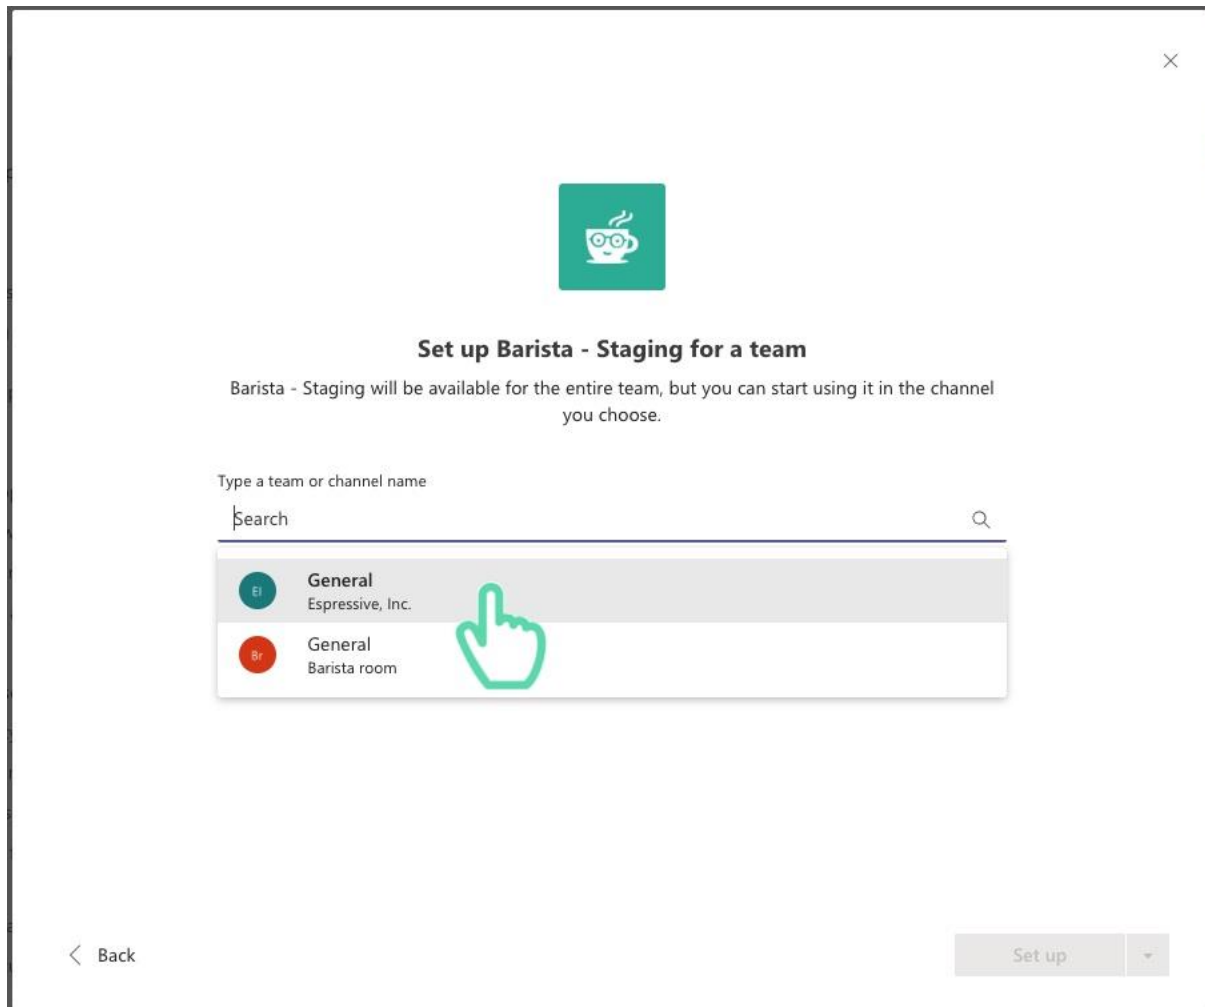 Set up Barista - Staging for a team
Barista - Staging will be available for the entire team, but you can start using it in the channel
you choose.
Type a team or channel name
Search
EI
General
Espressive, Inc.
Br
General
Barista room
Back
Set up